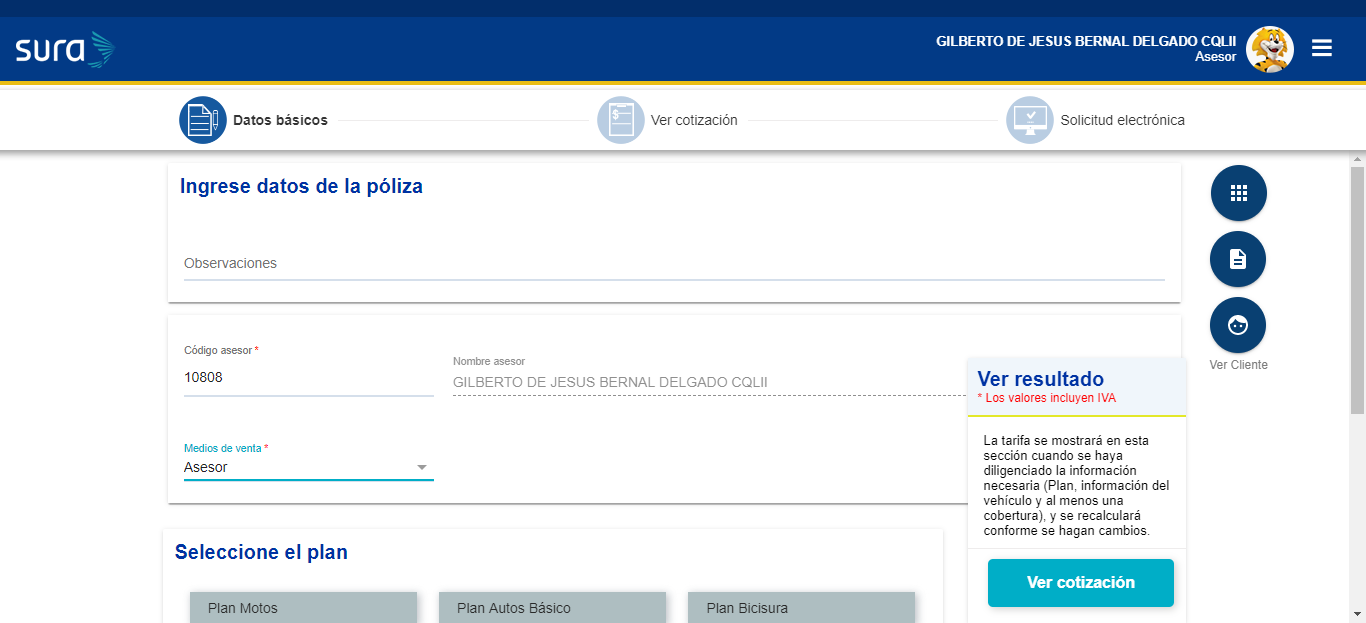 sura
GILBERTO DE JESUS BERNAL DELGADO CQLII
Asesor
Datos básicos
Ver cotización
Solicitud electrónica
Ingrese datos de la póliza
Observaciones
Código asesor *
10808
Nombre asesor
GILBERTO DE JESUS BERNAL DELGADO CQLII
Medios de venta *
Asesor
Ver Cliente
Ver resultado
* Los valores incluyen IVA
La tarifa se mostrará en esta
sección cuando se haya
diligenciado la información
necesaria (Plan, información del
vehículo y al menos una
cobertura), y se recalculará
conforme se hagan cambios.
Ver cotización
Seleccione el plan
Plan Motos
Plan Autos Básico
Plan Bicisura